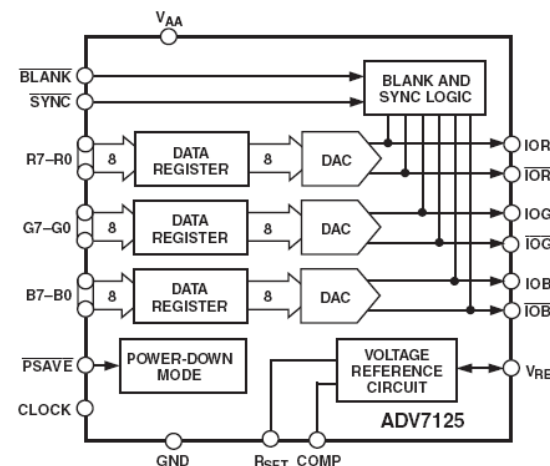 VAA
BLANK
SYNC
BLANK AND
SYNC LOGIC
R7–R0
8
DATA
REGISTER
8
DAC
IOR
IOR
G7–G0
8
DATA
REGISTER
8
DAC
IOG
IOG
B7–B0
8
DATA
REGISTER
8
DAC
IOB
IOB
PSAVE
POWER-DOWN
MODE
VOLTAGE
REFERENCE
CIRCUIT
VRE
CLOCK
ADV7125
GND
RSET
COMP